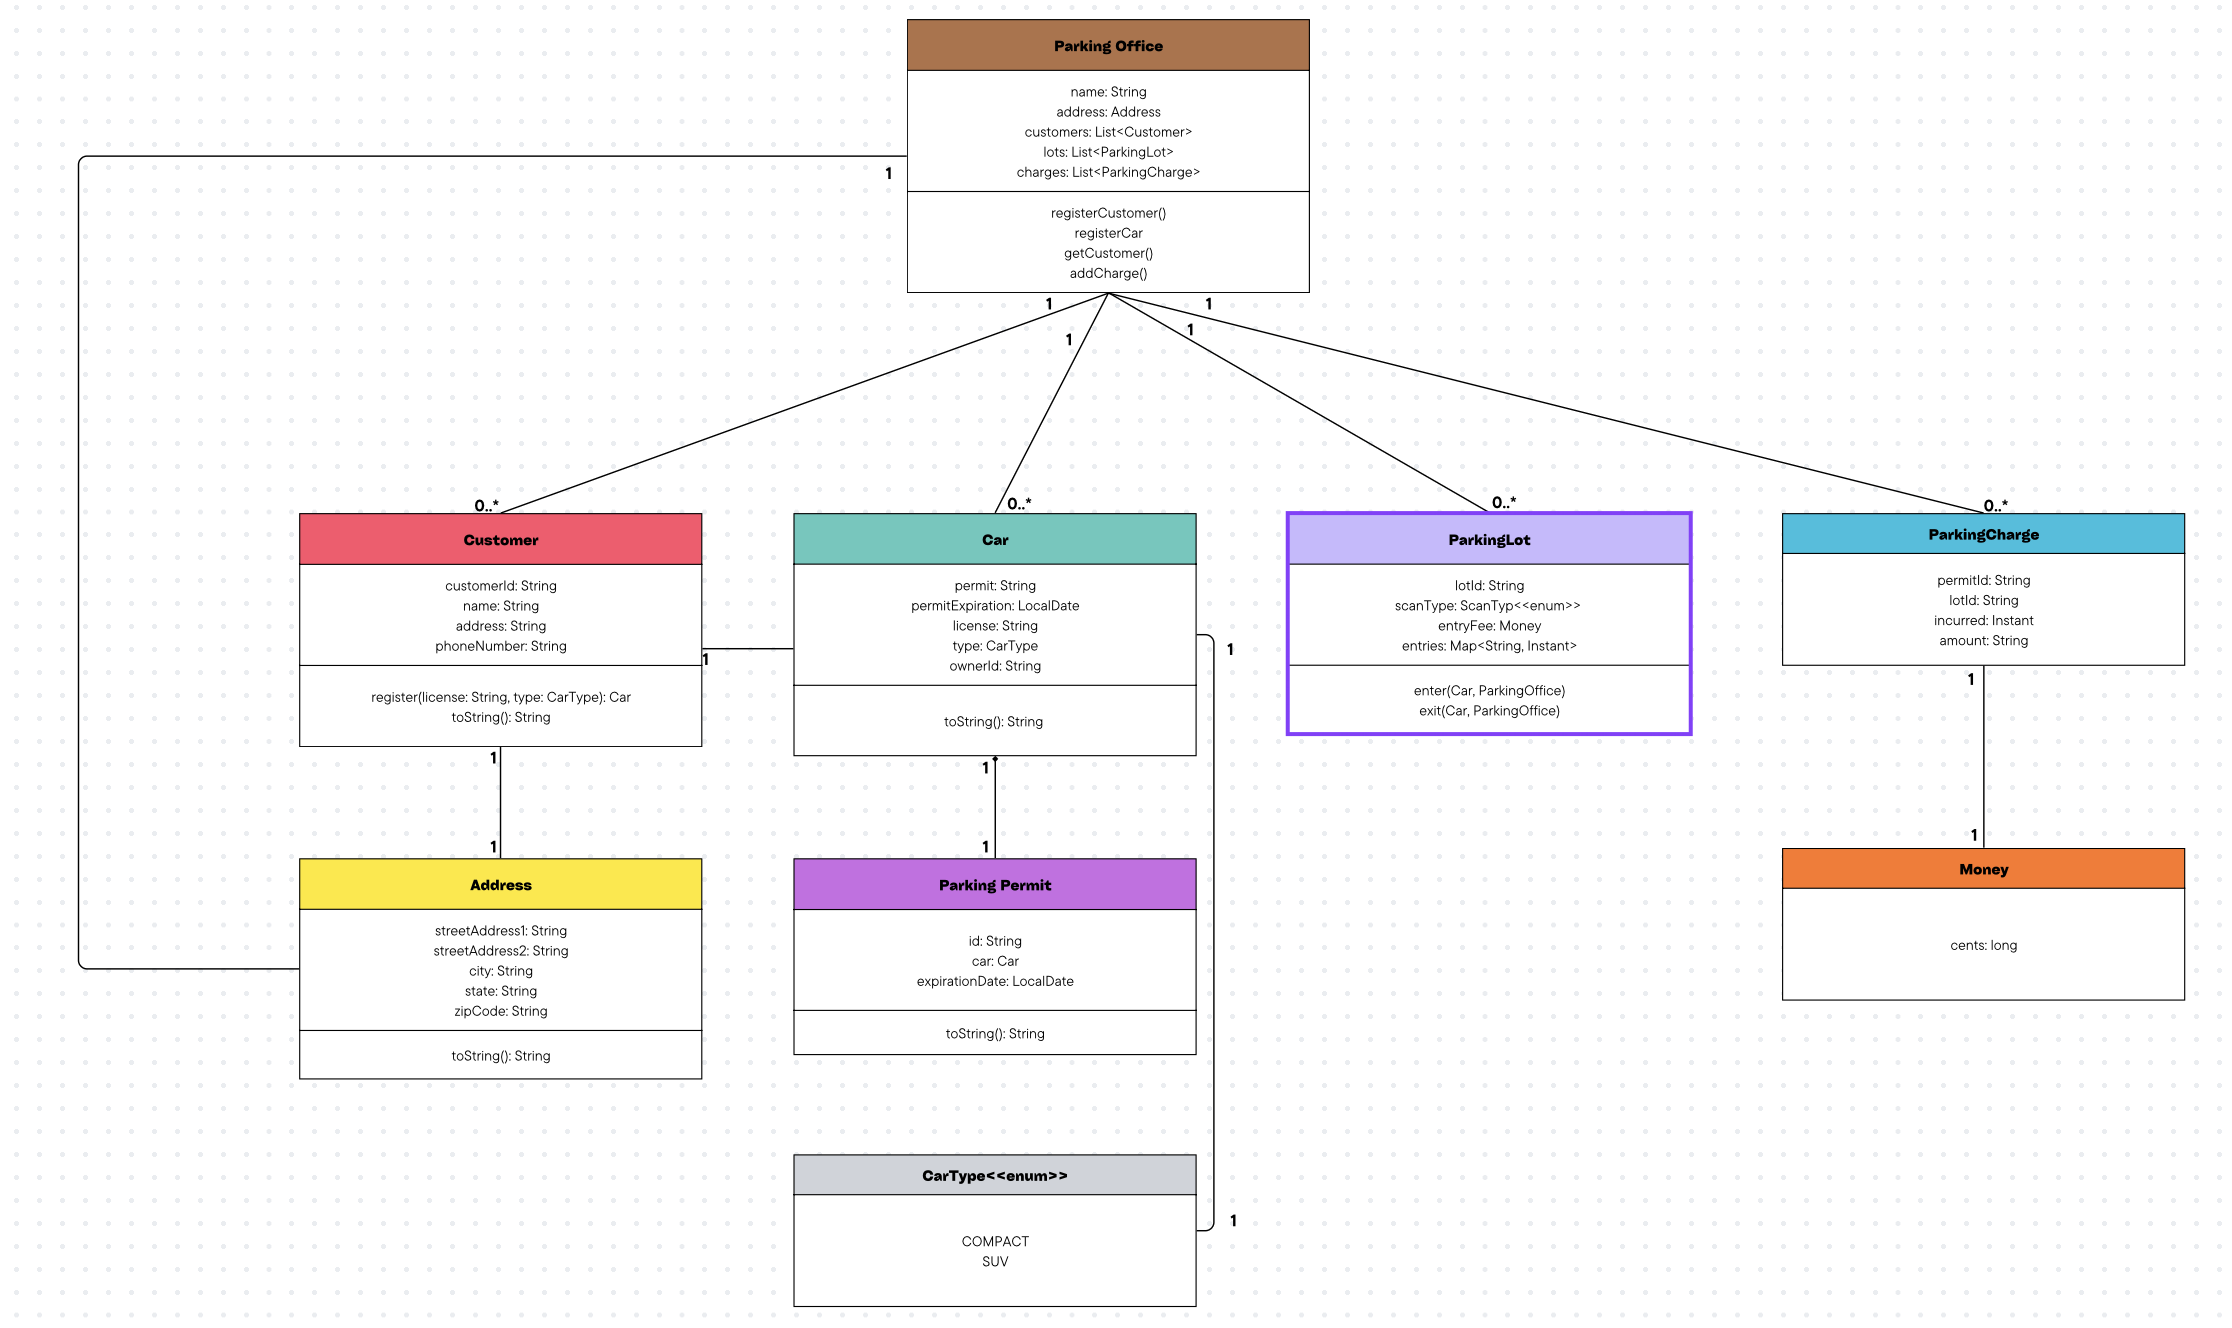 Parking Office
name: String
address: Address
customers: List<Customer>
lots: List<ParkingLot>
charges: List<ParkingCharge>
1
registerCustomer()
registerCar
getCustomer()
addCharge()
1
1
1
1
0..*
0..*
0..*
0..*
Customer
customerId: String
name: String
address: String
phoneNumber: String
1
register(license: String, type: CarType): Car
toString(): String
1
Car
permit: String
permitExpiration: LocalDate
license: String
type: CarType
ownerId: String
1
toString(): String
1
ParkingLot
lotId: String
scanType: ScanTyp<<enum>>
entryFee: Money
entries: Map<String, Instant>
enter(Car, ParkingOffice)
exit(Car, ParkingOffice)
ParkingCharge
permitId: String
lotId: String
incurred: Instant
amount: String
1
1
Address
streetAddress1: String
streetAddress2: String
city: String
state: String
zipCode: String
toString(): String
1
Parking Permit
id: String
car: Car
expirationDate: LocalDate
toString(): String
1
Money
cents: long
CarType<<enum>>
1
COMPACT
SUV